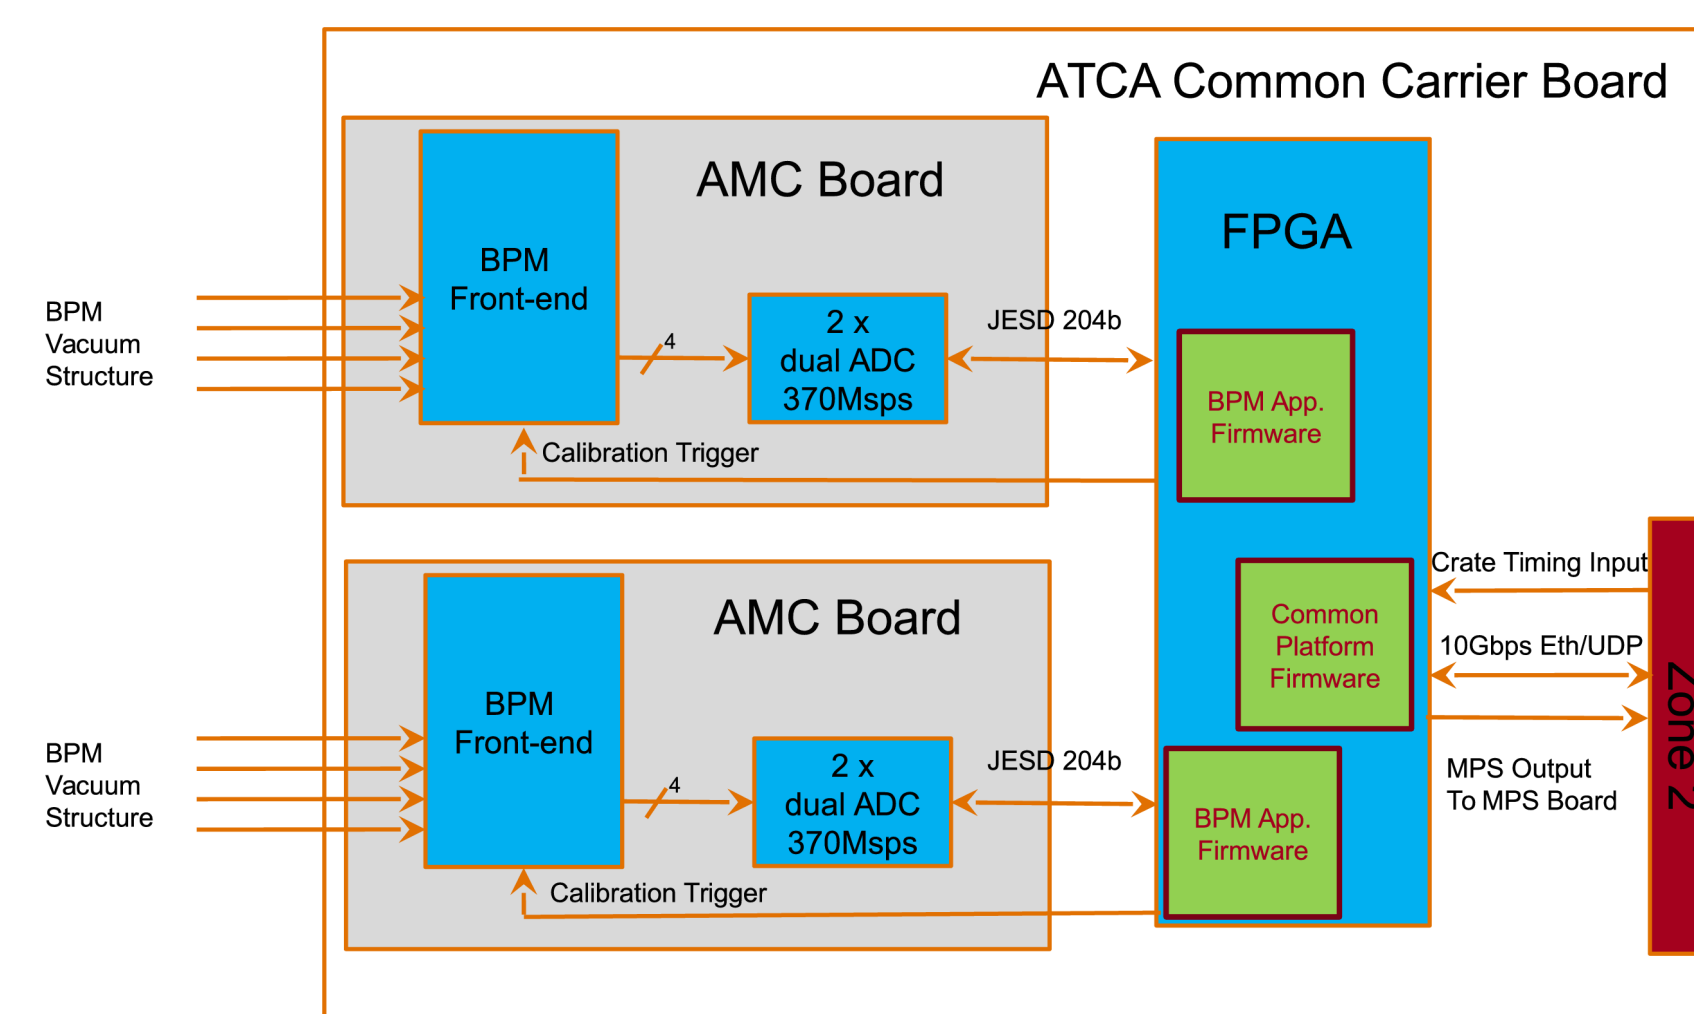 ATCA Common Carrier Board
AMC Board
FPGA
BPM
Front-end
BPM
Vacuum
Structure
4
2 x
dual ADC
370Msps
JESD 204b
BPM App.
Firmware
Calibration Trigger
Crate Timing Input
Common
Platform
Firmware
10Gbps Eth/UDP
Zone 2
MPS Output
To MPS Board
AMC Board
BPM
Front-end
BPM
Vacuum
Structure
4
2 x
dual ADC
370Msps
JESD 204b
BPM App.
Firmware
Calibration Trigger